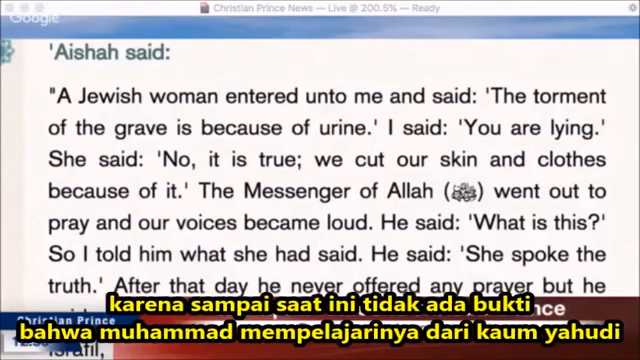 Christian Prince News — Live @ 200.5% — Ready
Google
'Aishah said:
"A Jewish woman entered unto me and said: 'The torment
of the grave is because of urine.' I said: 'You are lying.'
She said: 'No, it is true; we cut our skin and clothes
because of it.' The Messenger of Allah (ﷺ) went out to
pray and our voices became loud. He said: 'What is this?'
So I told him what she had said. He said: 'She spoke the
truth.' After that day he never offered any prayer but he
karena sampai saat ini tidak ada bukti
Christian Prince
bahwa muhammad mempelajarinya dari kaum yahudi
Israfil,